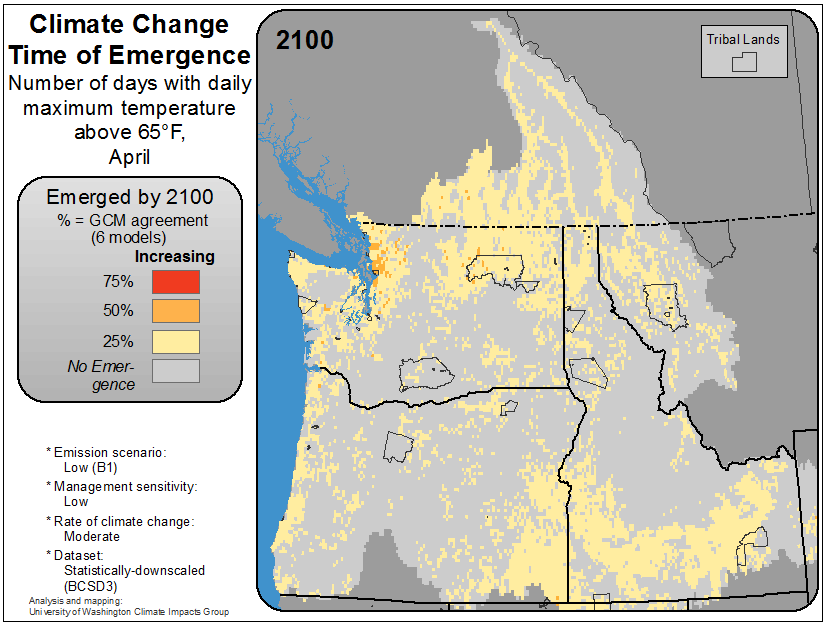 Climate Change
Time of Emergence
Number of days with daily
maximum temperature
above 65°F,
April
2100
Tribal Lands
Emerged by 2100
% = GCM agreement
(6 models)
Increasing
75%
50%
25%
No Emer-
gence
* Emission scenario:
Low (B1)
* Management sensitivity:
Low
* Rate of climate change:
Moderate
* Dataset:
Statistically-downscaled
(BCSD3)
Analysis and mapping:
University of Washington Climate Impacts Group